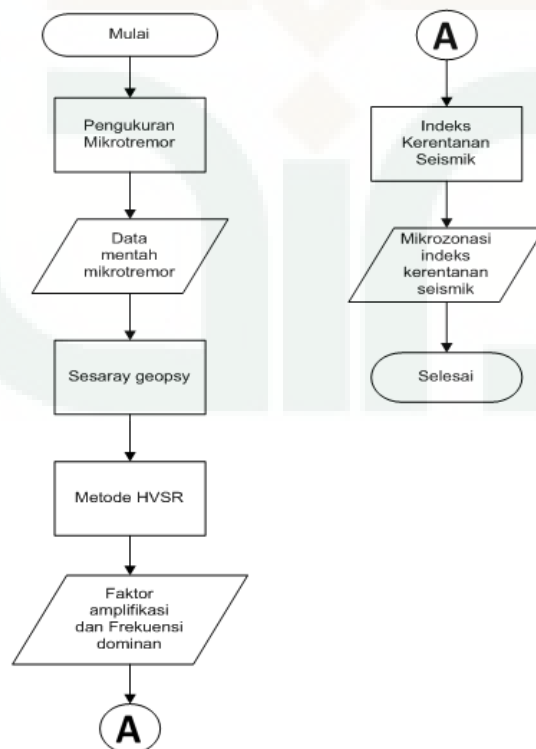 Mulai
Pengukuran
Mikrotremor
Data
mentah
mikrotremor
Sesaray geopsy
Metode HVSR
Faktor
amplifikasi
dan Frekuensi
dominan
A
A
Indeks
Kerentanan
Seismik
Mikrozonasi
indeks
kerentanan
seismik
Selesai